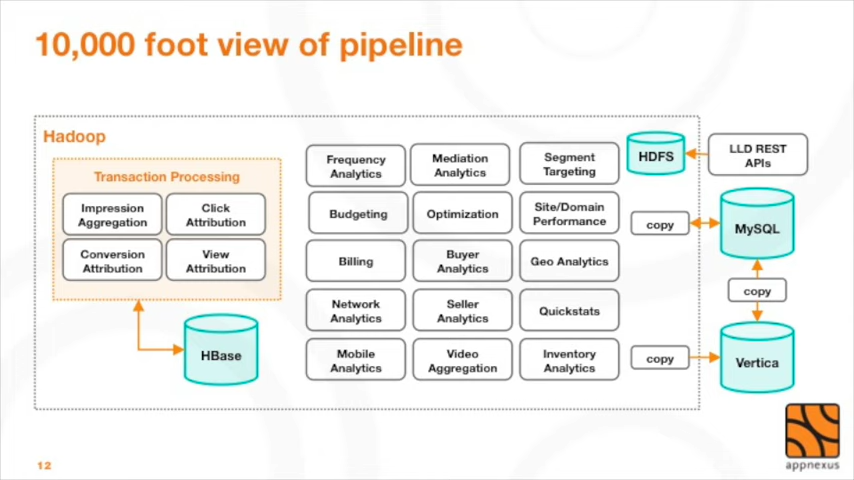 10,000 foot view of pipeline
Hadoop
Transaction Processing
Impression
Aggregation
Click
Attribution
Conversion
Attribution
View
Attribution
HBase
Frequency
Analytics
Mediation
Analytics
Segment
Targeting
Budgeting
Optimization
Site/Domain
Performance
Billing
Buyer
Analytics
Geo Analytics
Network
Analytics
Seller
Analytics
Quickstats
Mobile
Analytics
Video
Aggregation
Inventory
Analytics
HDFS
LLD REST
APIs
copy
MySQL
copy
copy
Vertica
12
appnexus